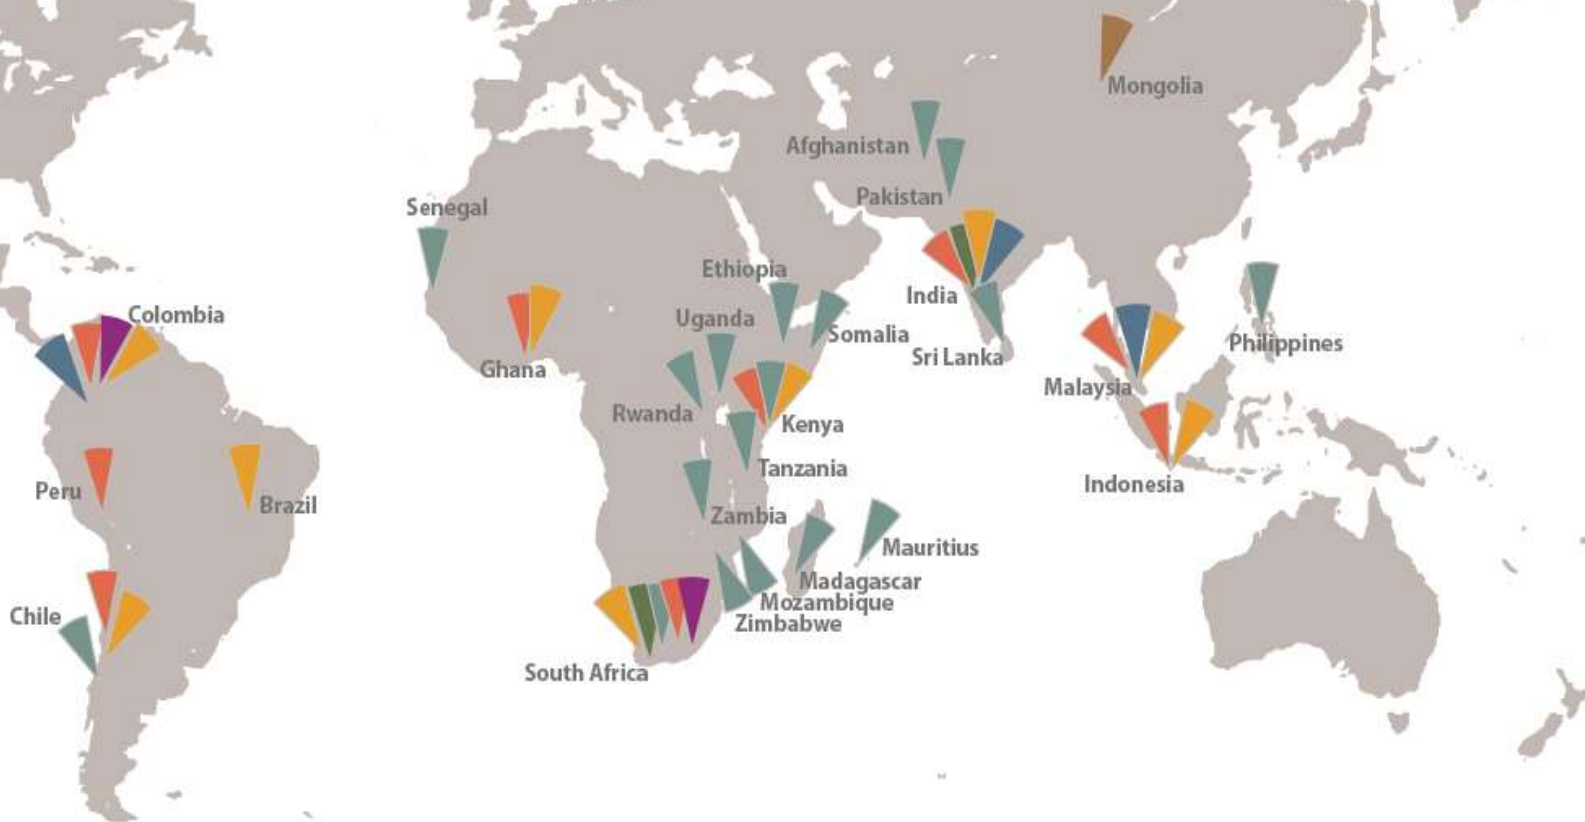 Mongolia
Afghanistan
Pakistan
Senegal
Ethiopia
India
Colombia
Uganda
Somalia
Sri Lanka
Philippines
Ghana
Malaysia
Rwanda
Kenya
Tanzania
Indonesia
Peru
Brazil
Zambia
Mauritius
Madagascar
Mozambique
Chile
Zimbabwe
South Africa